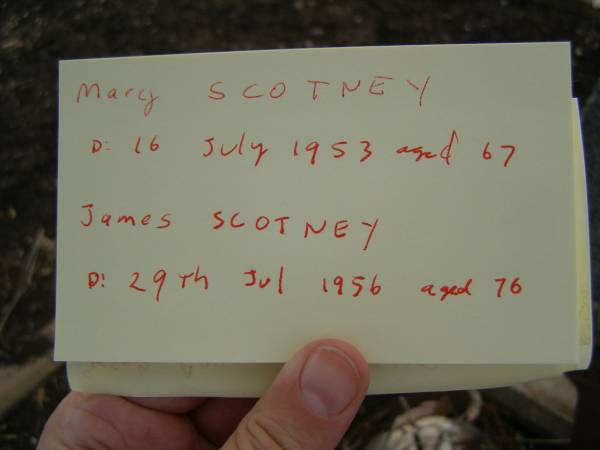 Mary SCOTNEY
D: 16 July 1953 aged 67
James SCOTNEY
D: 29Th Jul 1956 aged 76